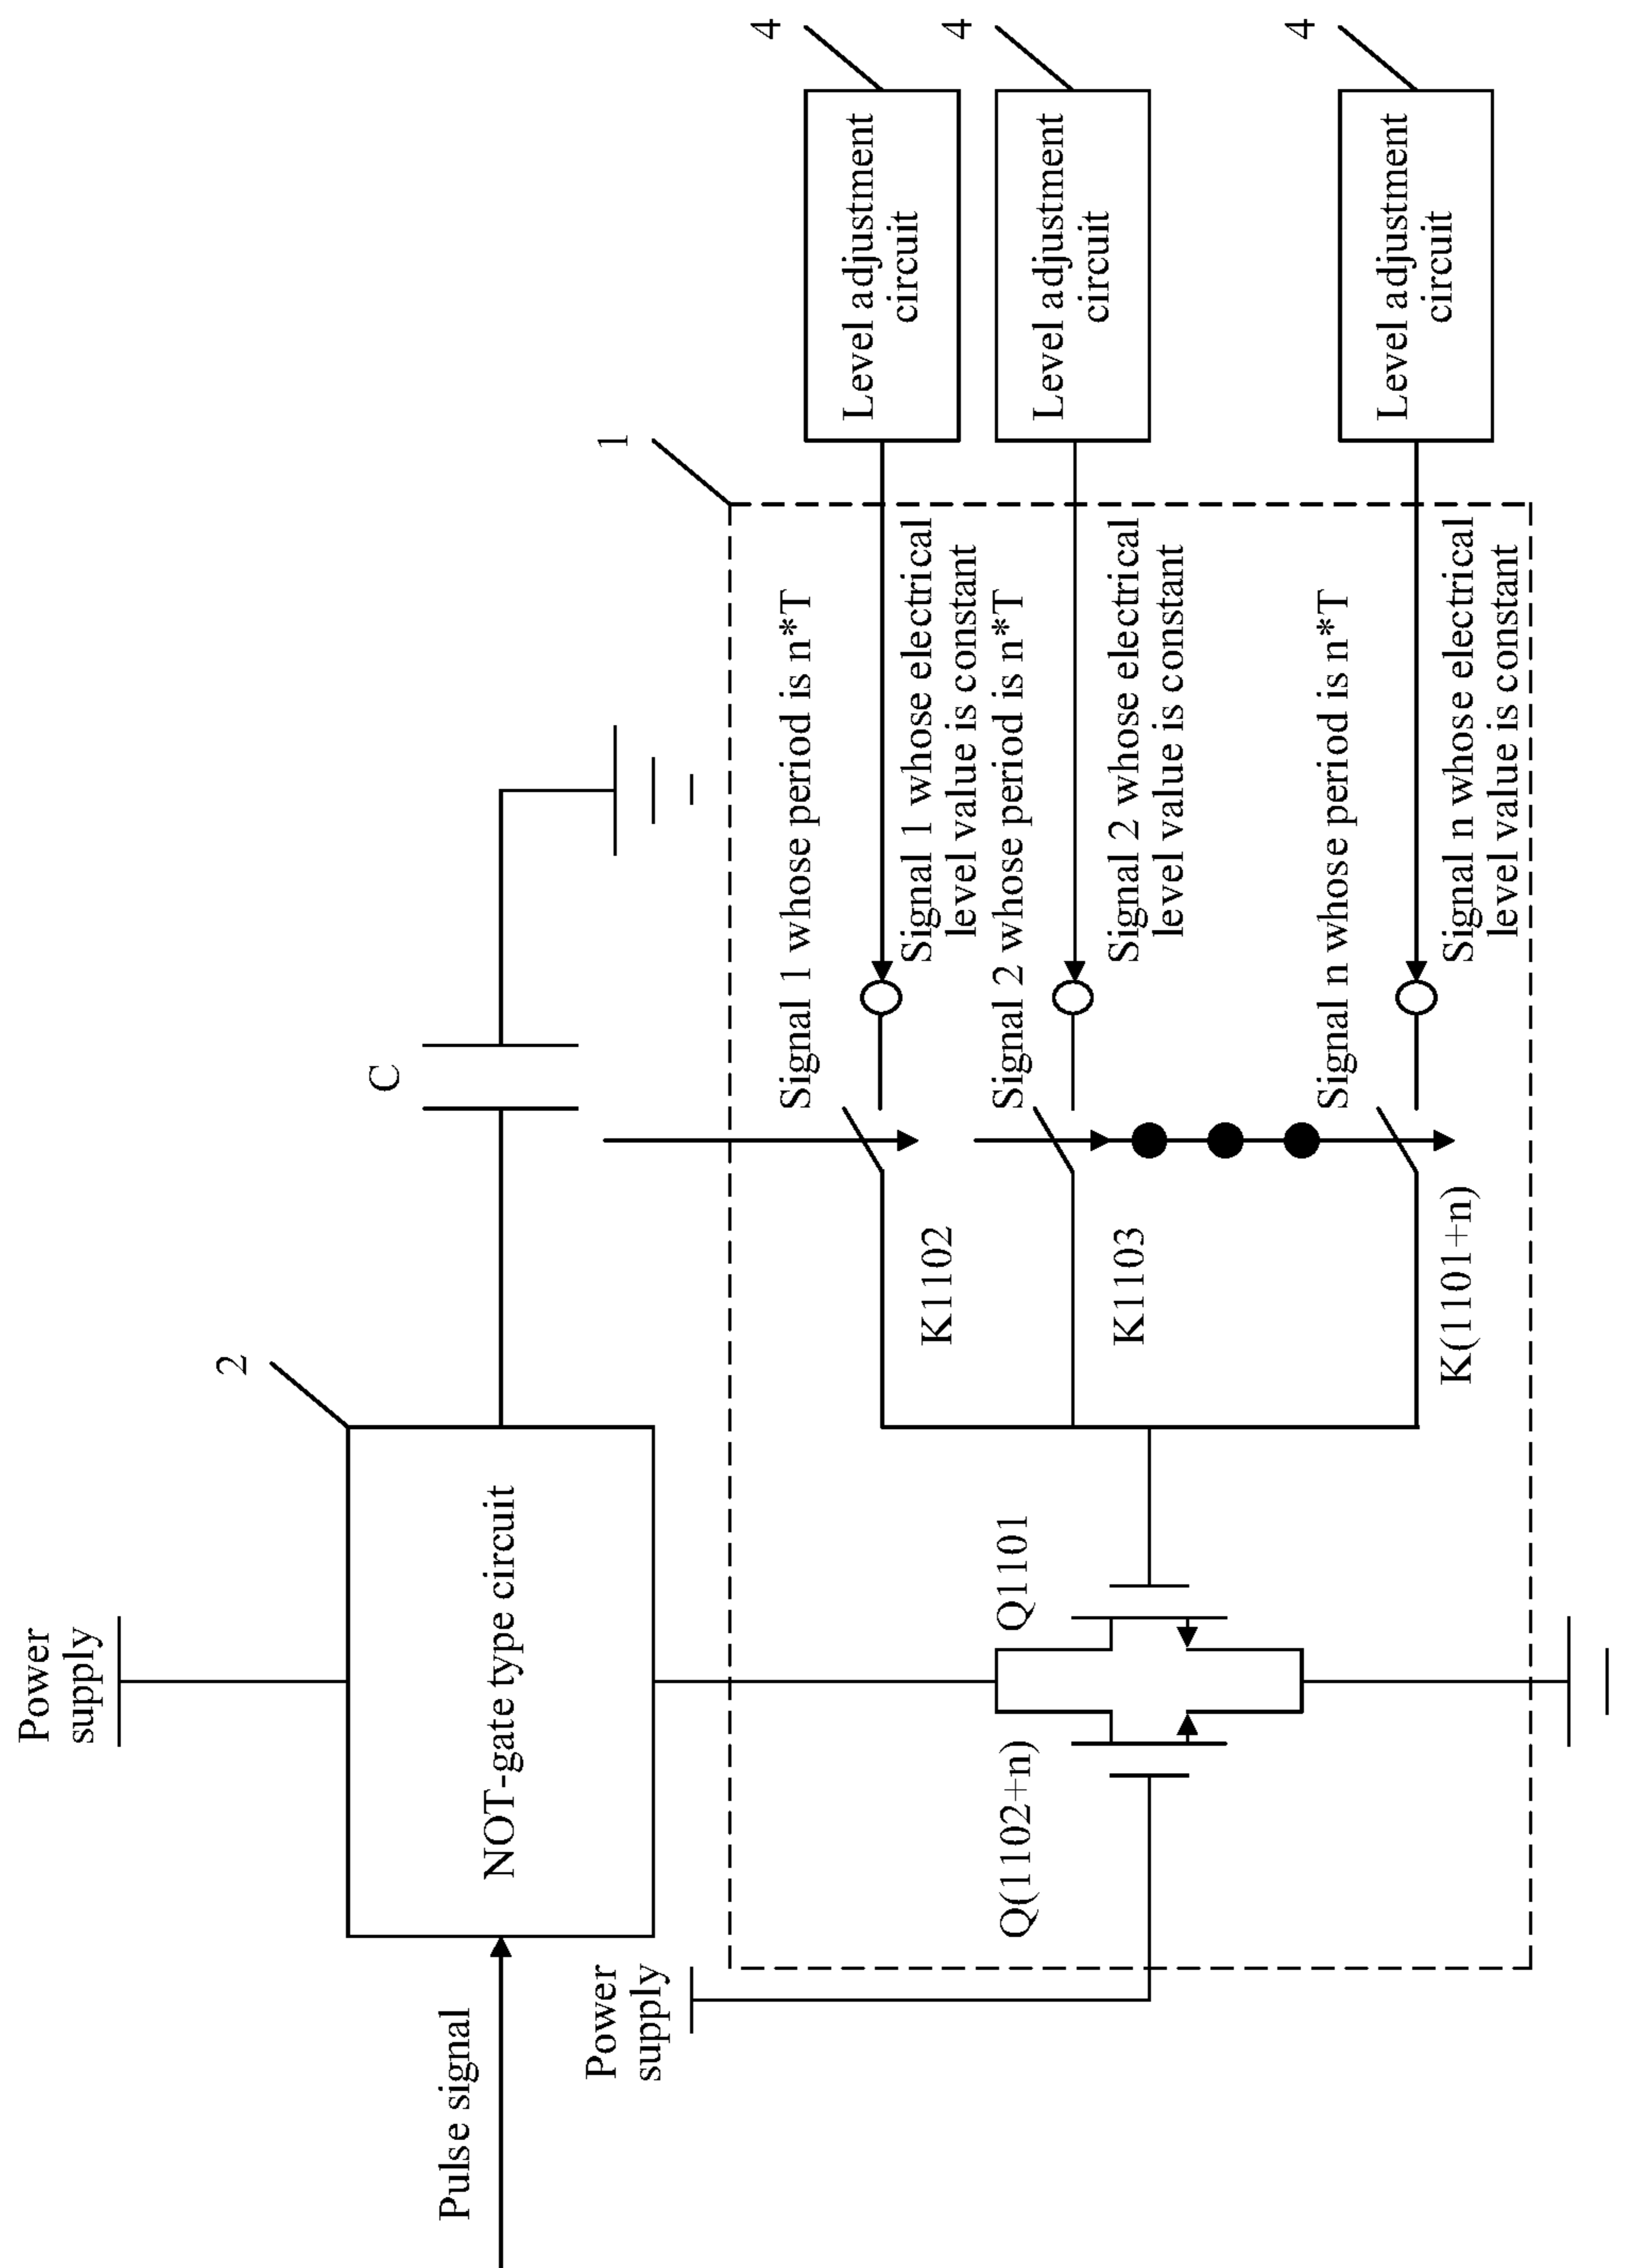 Pulse signal
Power
supply
2
NOT-gate type circuit
C
Power
supply
1
Q(1102+n)
Q1101
K1102
Signal 1 whose period is n*T
Signal 1 whose electrical
level value is constant
Level adjustment
circuit
4
K1103
Signal 2 whose period is n*T
Signal 2 whose electrical
level value is constant
Level adjustment
circuit
4
K(1101+n)
Signal n whose period is n*T
Signal n whose electrical
level value is constant
Level adjustment
circuit
4